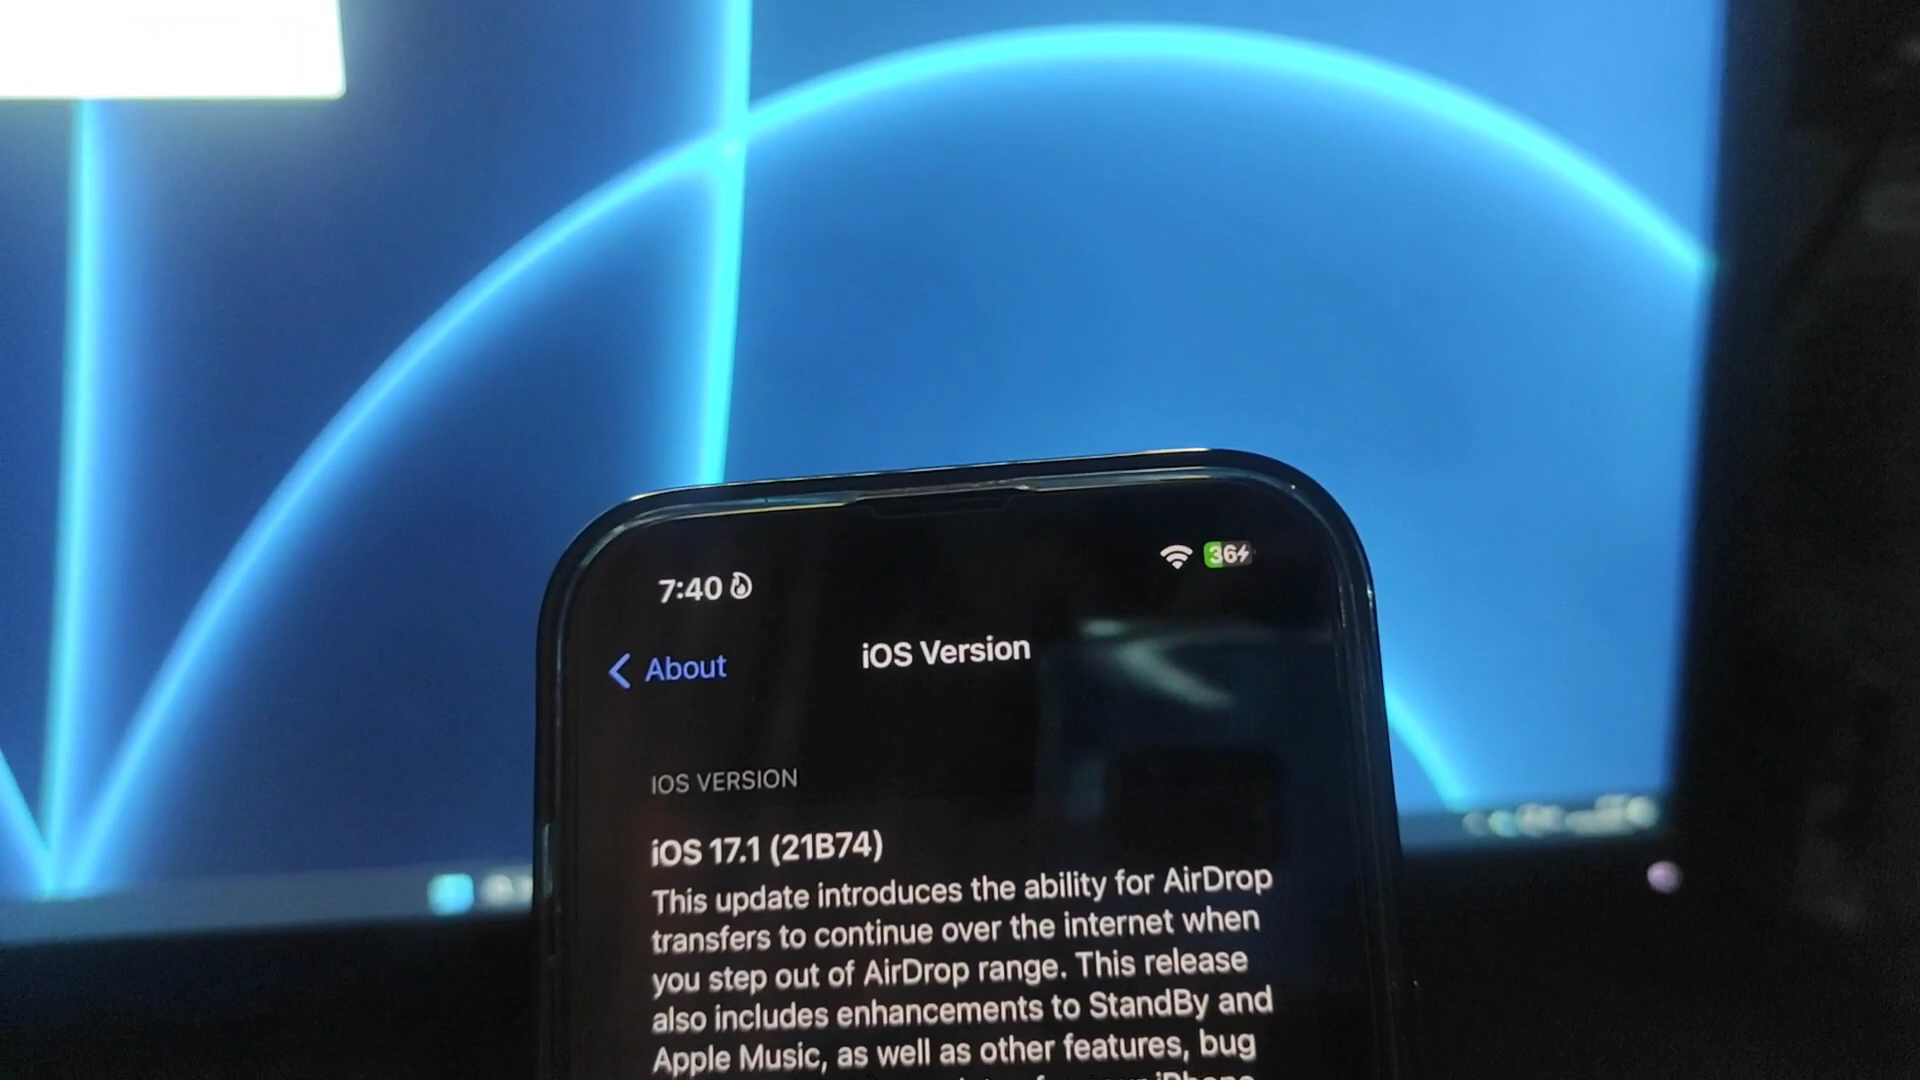 7:40
36
About
iOS Version
IOS VERSION
iOS 17.1 (21B74)
This update introduces the ability for AirDrop
transfers to continue over the internet when
you step out of AirDrop range. This release
also includes enhancements to StandBy and
Apple Music, as well as other features, bug
iPhone